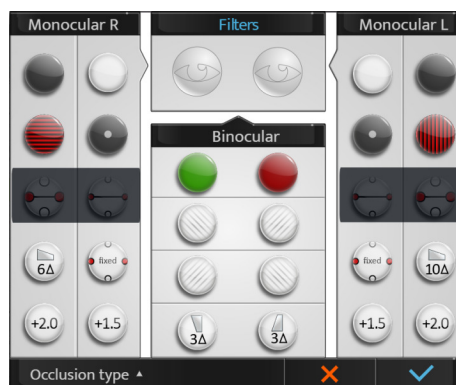 Monocular R
Filters
Monocular L
Binocular
6Δ
fixed
fixed
10Δ
+2.0
+1.5
3Δ
3Δ
+1.5
+2.0
Occlusion type